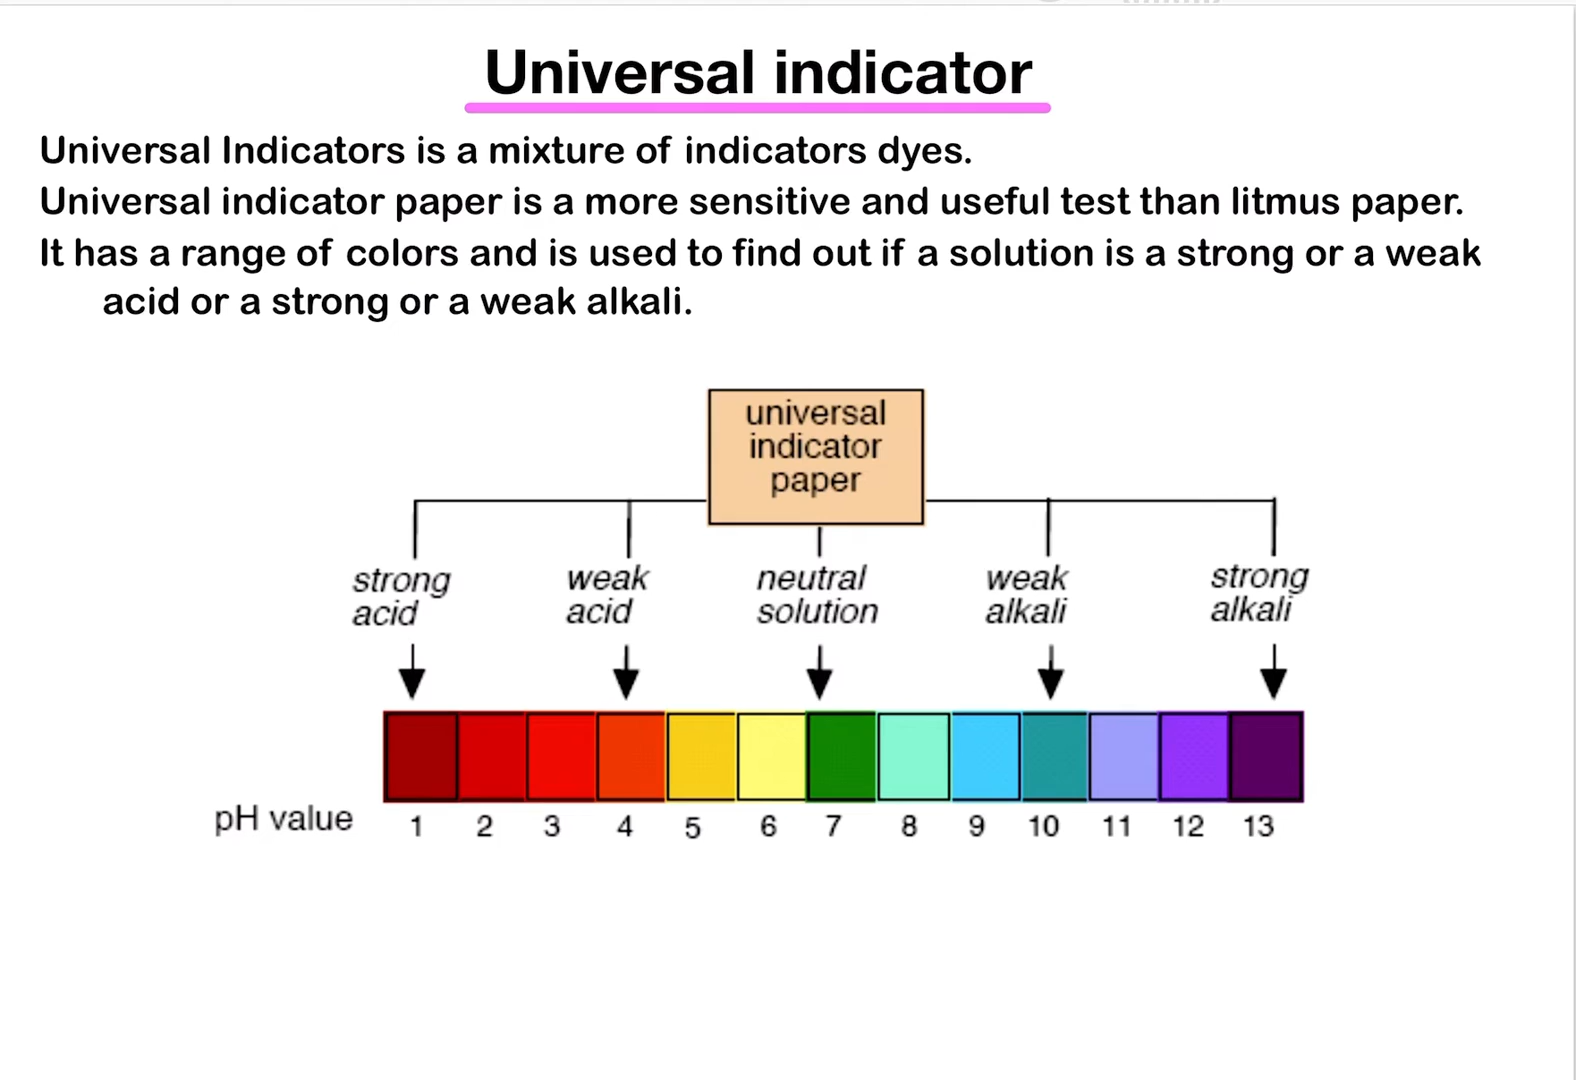 Universal indicator
Universal Indicators is a mixture of indicators dyes.
Universal indicator paper is a more sensitive and useful test than litmus paper.
It has a range of colors and is used to find out if a solution is a strong or a weak
acid or a strong or a weak alkali.
universal
indicator
paper
strong
acid
weak
acid
neutral
solution
weak
alkali
strong
alkali
pH value 1 2 3 4 5 6 7 8 9 10 11 12 13